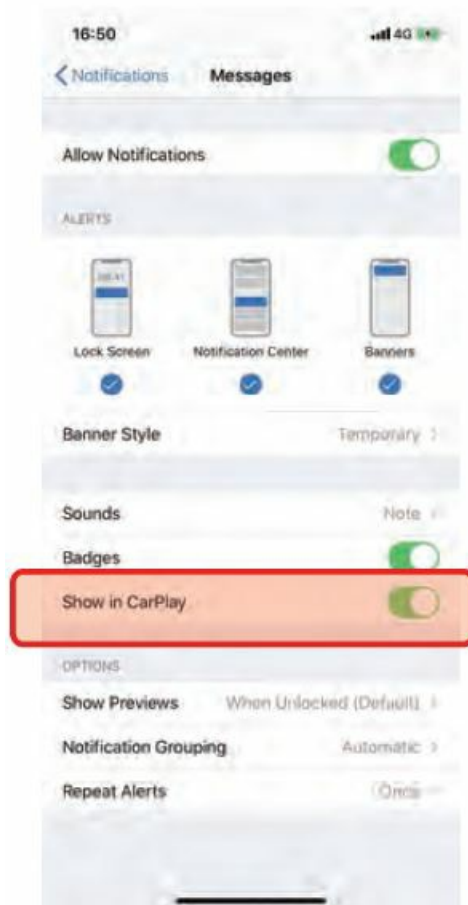 16:50
4G
Notifications
Messages
Allow Notifications
ALERTS
Lock Screen
Notification Center
Banners
Banner Style
Temporary
Sounds
Note
Badges
Show in CarPlay
OPTIONS
Show Previews
When Unlocked (Default)
Notification Grouping
Automatic
Repeat Alerts
Once